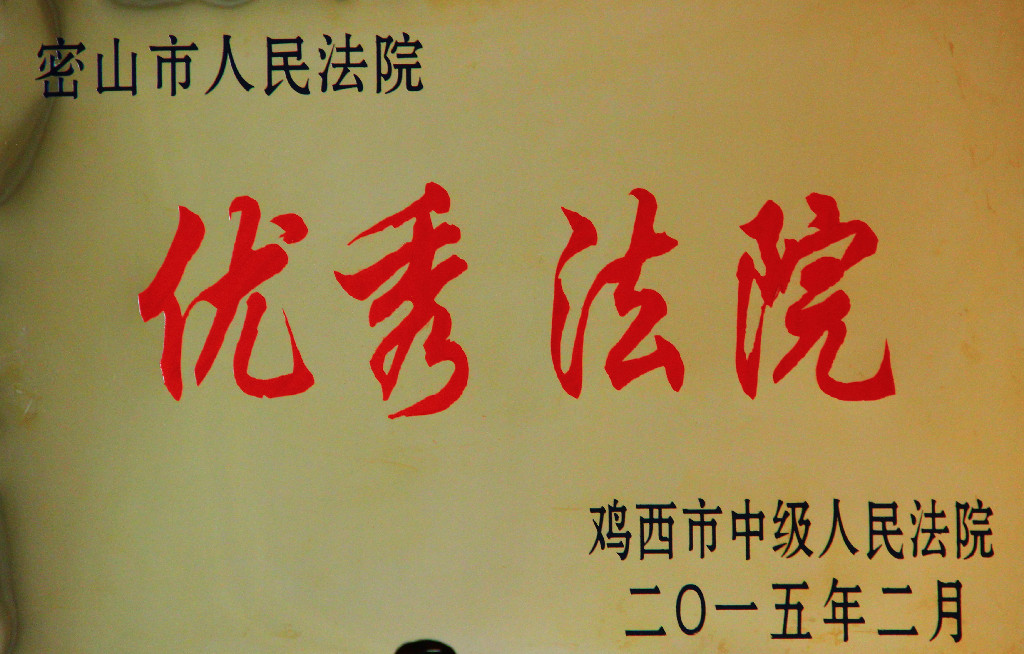 密山市人民法院
优秀法院
鸡西市中级人民法院
二〇一五年二月